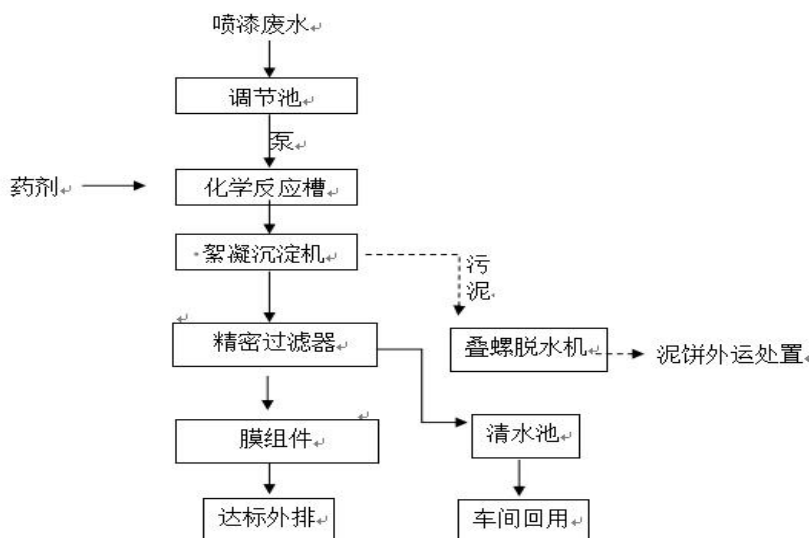 喷漆废水
调节池
泵
药剂
化学反应槽
絮凝沉淀机
污
泥
精密过滤器
叠螺脱水机
泥饼外运处置
膜组件
清水池
达标外排
车间回用